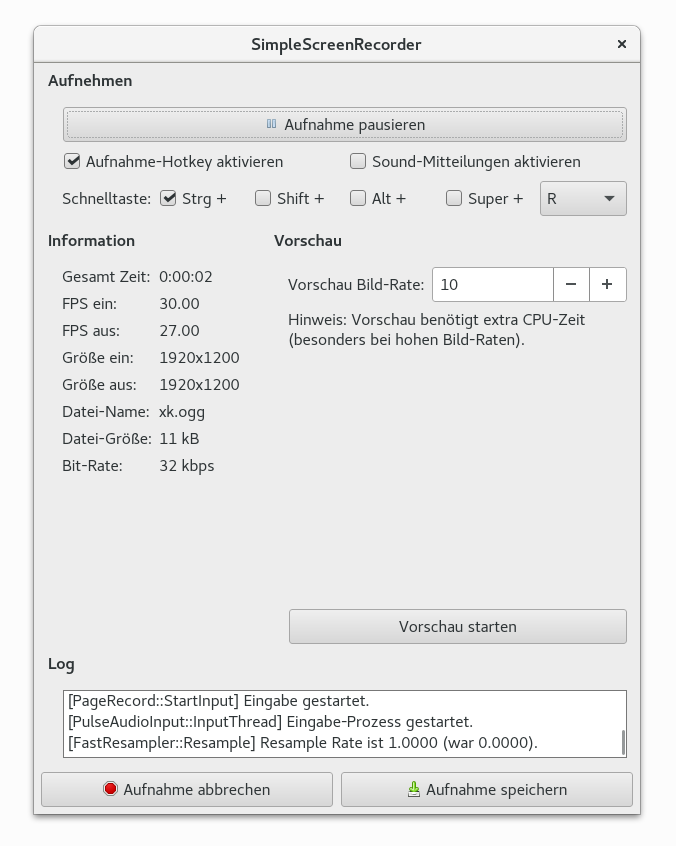 SimpleScreenRecorder ×
Aufnehmen
Aufnahme pausieren
Aufnahme-Hotkey aktivieren Sound-Mitteilungen aktivieren
Schnelltaste: Strg + Shift + Alt + Super + R
Information Vorschau
Gesamt Zeit: 0:00:02
Vorschau Bild-Rate: 10 − +
FPS ein: 30.00
Hinweis: Vorschau benötigt extra CPU-Zeit
FPS aus: 27.00
(besonders bei hohen Bild-Raten).
Größe ein: 1920x1200
Größe aus: 1920x1200
Datei-Name: xk.ogg
Datei-Größe: 11 kB
Bit-Rate: 32 kbps
Vorschau starten
Log
[PageRecord::StartInput] Eingabe gestartet.
[PulseAudioInput::InputThread] Eingabe-Prozess gestartet.
[FastResampler::Resample] Resample Rate ist 1.0000 (war 0.0000).
Aufnahme abbrechen Aufnahme speichern